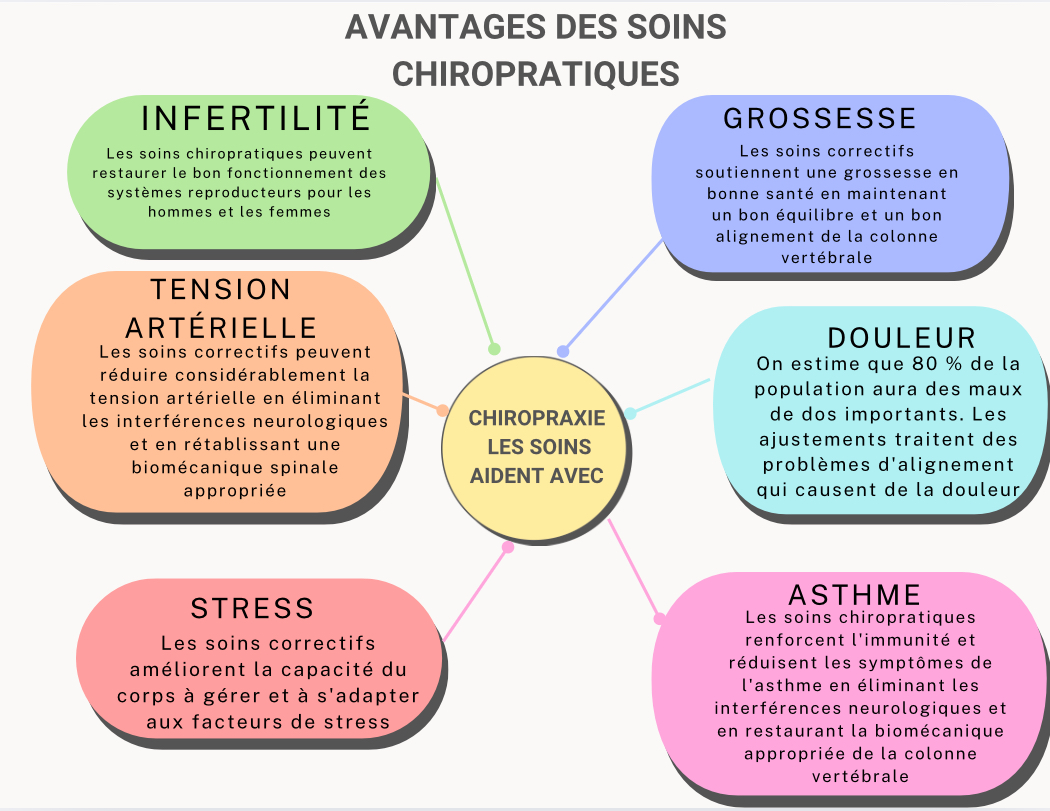 AVANTAGES DES SOINS
CHIROPRATIQUES
INFERTILITÉ
Les soins chiropratiques peuvent
restaurer le bon fonctionnement des
systèmes reproducteurs pour les
hommes et les femmes
GROSSESSE
Les soins correctifs
soutiennent une grossesse en
bonne santé en maintenant
un bon équilibre et un bon
alignement de la colonne
vertébrale
TENSION
ARTÉRIELLE
Les soins correctifs peuvent
réduire considérablement la
tension artérielle en éliminant
les interférences neurologiques
et en rétablissant une
biomécanique spinale
appropriée
DOULEUR
On estime que 80 % de la
population aura des maux
de dos importants. Les
ajustements traitent des
problèmes d'alignement
qui causent de la douleur
CHIROPRAXIE
LES SOINS
AIDENT AVEC
STRESS
Les soins correctifs
améliorent la capacité du
corps à gérer et à s'adapter
aux facteurs de stress
ASTHME
Les soins chiropratiques
renforcent l'immunité et
réduisent les symptômes de
l'asthme en éliminant les
interférences neurologiques et
en restaurant la biomécanique
appropriée de la colonne
vertébrale